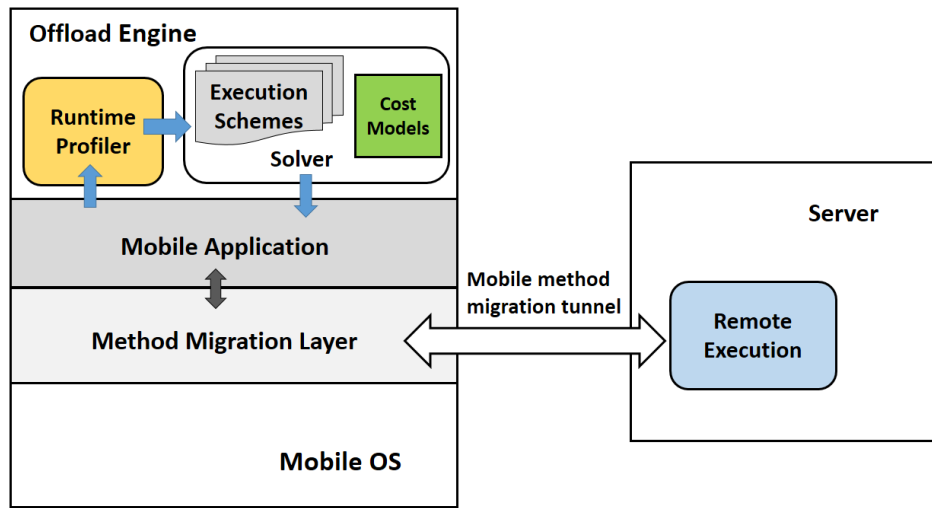 Offload Engine
Runtime
Profiler
Execution
Schemes
Cost
Models
Solver
Mobile Application
Method Migration Layer
Mobile OS
Mobile method
migration tunnel
Server
Remote
Execution